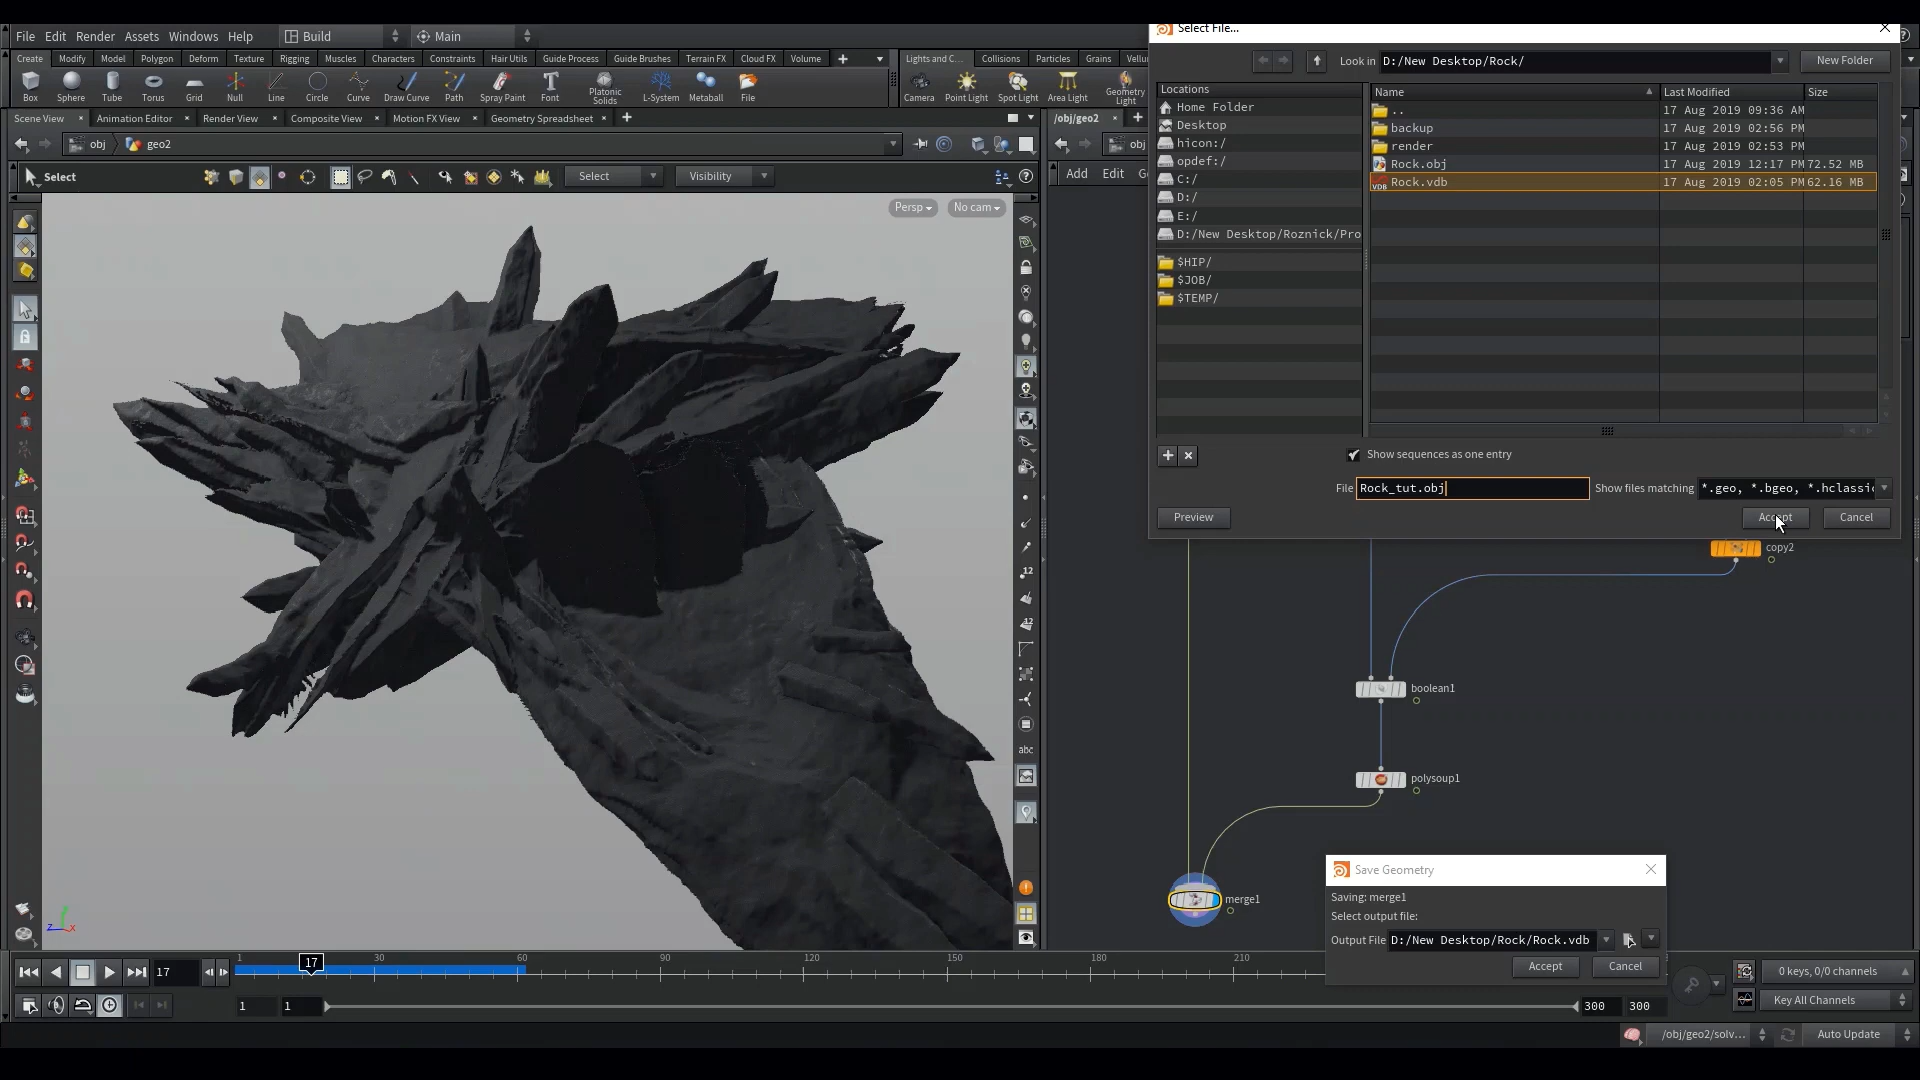 Select File...
File Edit Render Assets Windows Help Build Main
Look in D:/New Desktop/Rock/ New Folder
Create Modify Model Polygon Deform Texture Rigging Muscles Characters Constraints Hair Utils Guide Process Guide Brushes Terrain FX Cloud FX Volume
Lights and C... Collisions Particles Grains Vellu
Box Sphere Tube Torus Grid Null Line Circle Curve Draw Curve Path Spray Paint Font Platonic Solids L-System Metaball File
Camera Point Light Spot Light Area Light Geometry Light
Scene View Animation Editor Render View Composite View Motion FX View Geometry Spreadsheet
/obj/geo2
obj geo2
obj
Select Select Visibility
Add Edit G
Persp No cam
Locations
Home Folder
Desktop
hicon:/
opdef:/
C:/
D:/
E:/
D:/New Desktop/Roznick/Pro
$HIP/
$JOB/
$TEMP/
Name Last Modified Size
.. 17 Aug 2019 09:36 AM
backup 17 Aug 2019 02:56 PM
render 17 Aug 2019 02:53 PM
Rock.obj 17 Aug 2019 12:17 PM 72.52 MB
VDB Rock.vdb 17 Aug 2019 02:05 PM 62.16 MB
Show sequences as one entry
File Rock_tut.obj Show files matching *.geo, *.bgeo, *.hclassic
Preview Accept Cancel
copy2
12
12
abc
boolean1
polysoup1
merge1
Save Geometry
Saving: merge1
Select output file:
Output File D:/New Desktop/Rock/Rock.vdb
Accept Cancel
z x
17
1 17 30 60 90 120 150 180 210
0 keys, 0/0 channels
1 1 300 300
Key All Channels
/obj/geo2/solv... Auto Update